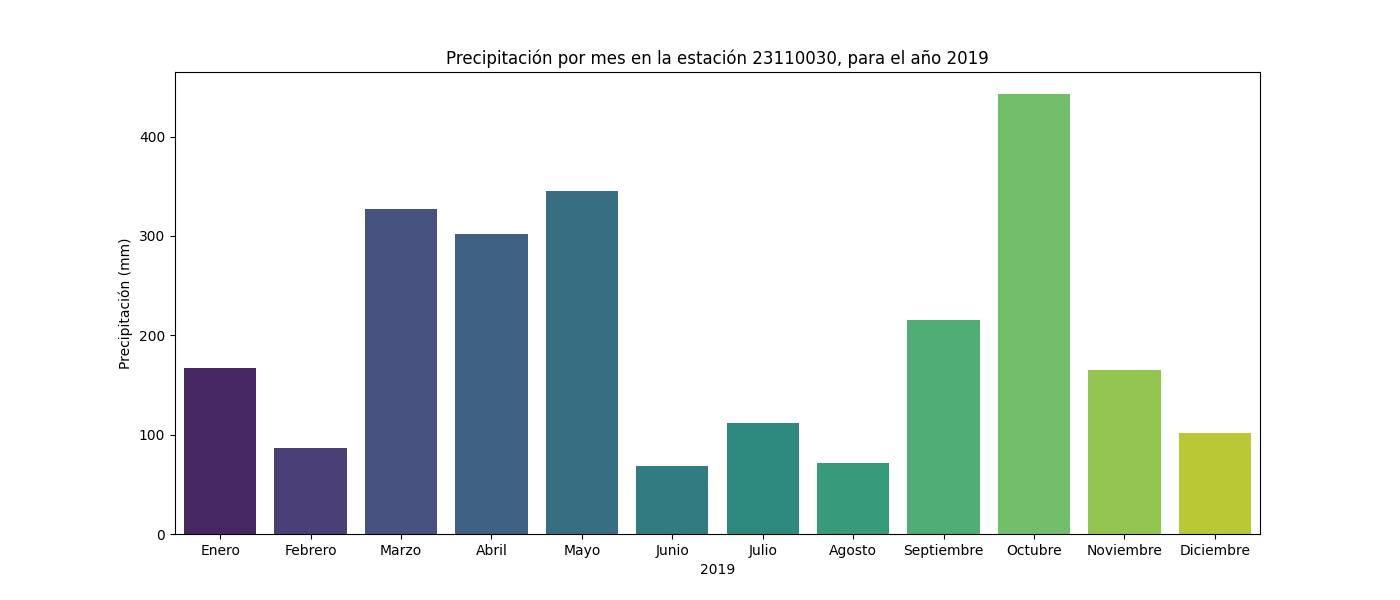 Precipitación por mes en la estación 23110030, para el año 2019
Precipitación (mm)
400
300
200
100
0
Enero Febrero Marzo Abril Mayo Junio Julio Agosto Septiembre Octubre Noviembre Diciembre
2019